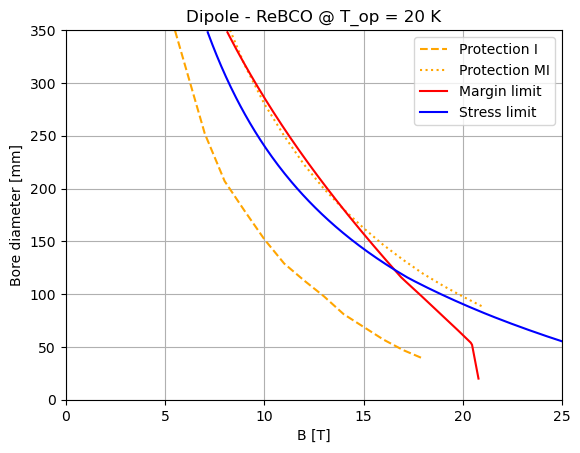 Dipole - ReBCO @ T_op = 20 K
Protection I
Protection MI
Margin limit
Stress limit
Bore diameter [mm]
350
300
250
200
150
100
50
0
0 5 10 15 20 25
B [T]